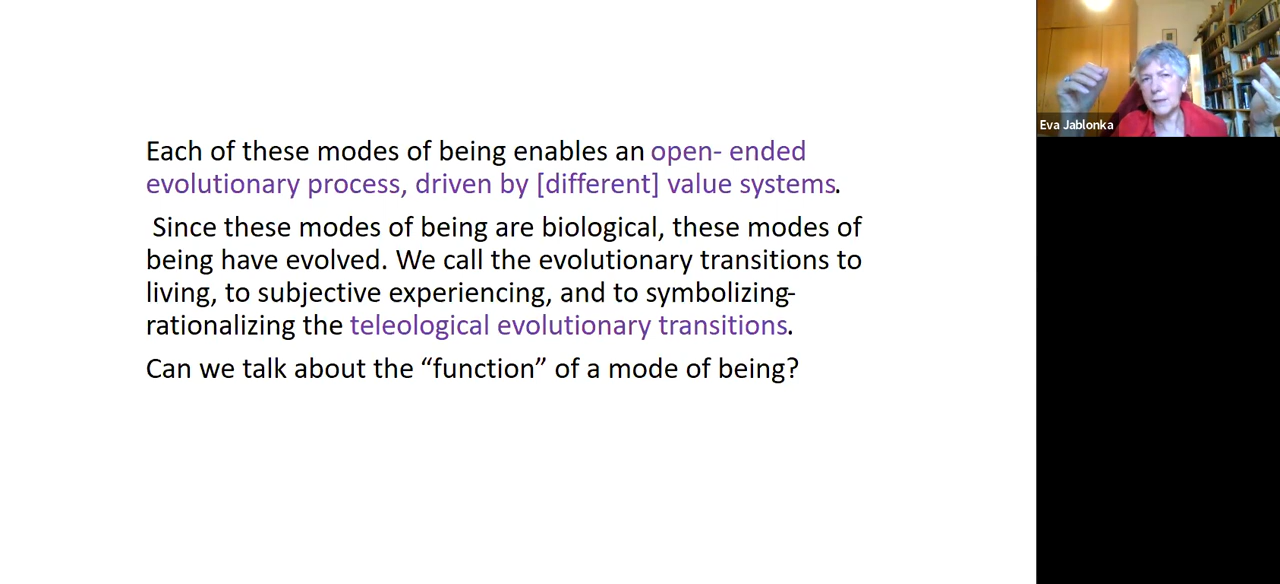 Each of these modes of being enables an open- ended
evolutionary process, driven by [different] value systems.
Since these modes of being are biological, these modes of
being have evolved. We call the evolutionary transitions to
living, to subjective experiencing, and to symbolizing-
rationalizing the teleological evolutionary transitions.
Can we talk about the “function” of a mode of being?
Eva Jablonka